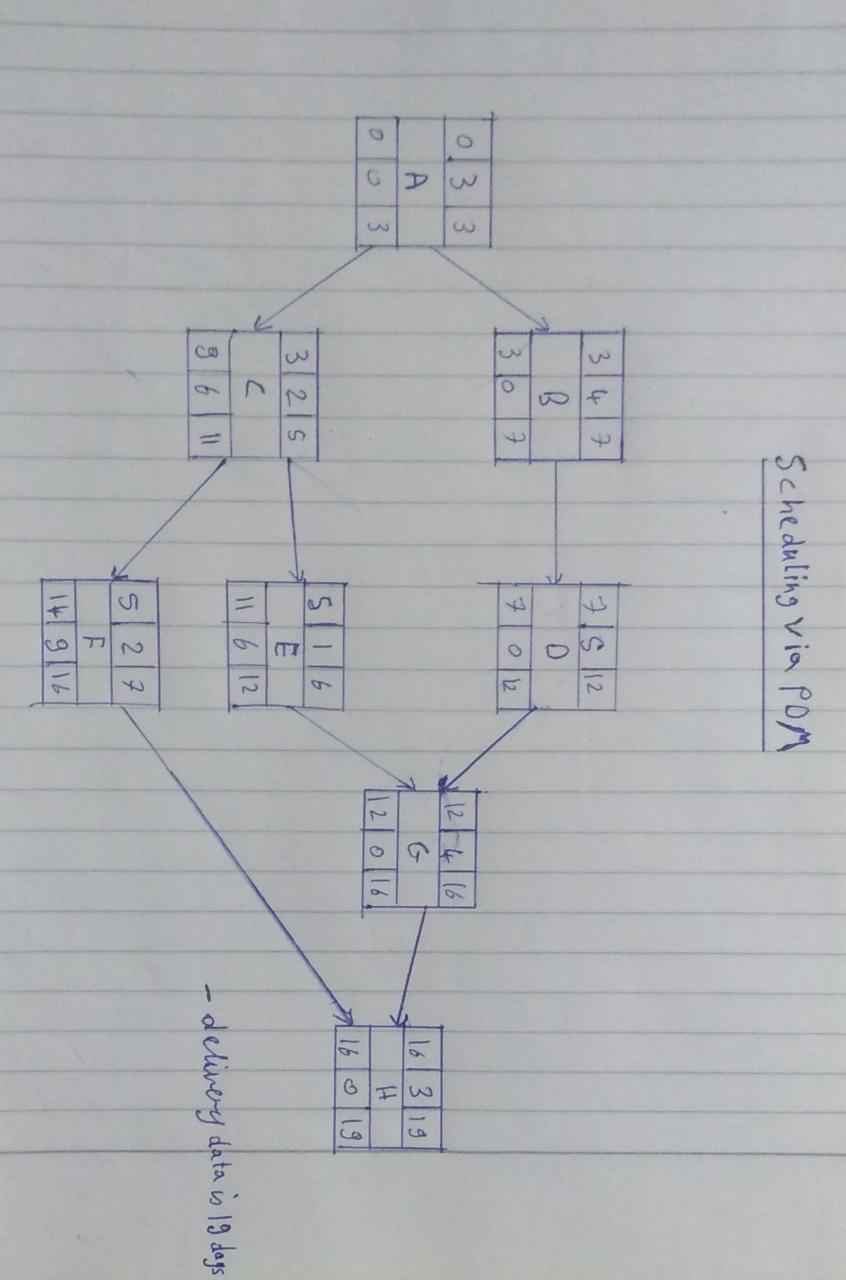 Scheduling via PDM
3 4 7
B
3 0 7
7 5 12
D
7 0 12
0 3 3
A
0 0 3
12 4 16
G
12 0 16
16 3 19
H
16 0 19
3 2 5
C
9 6 11
5 1 6
E
11 6 12
- delivery data is 19 days
5 2 7
F
14 9 16